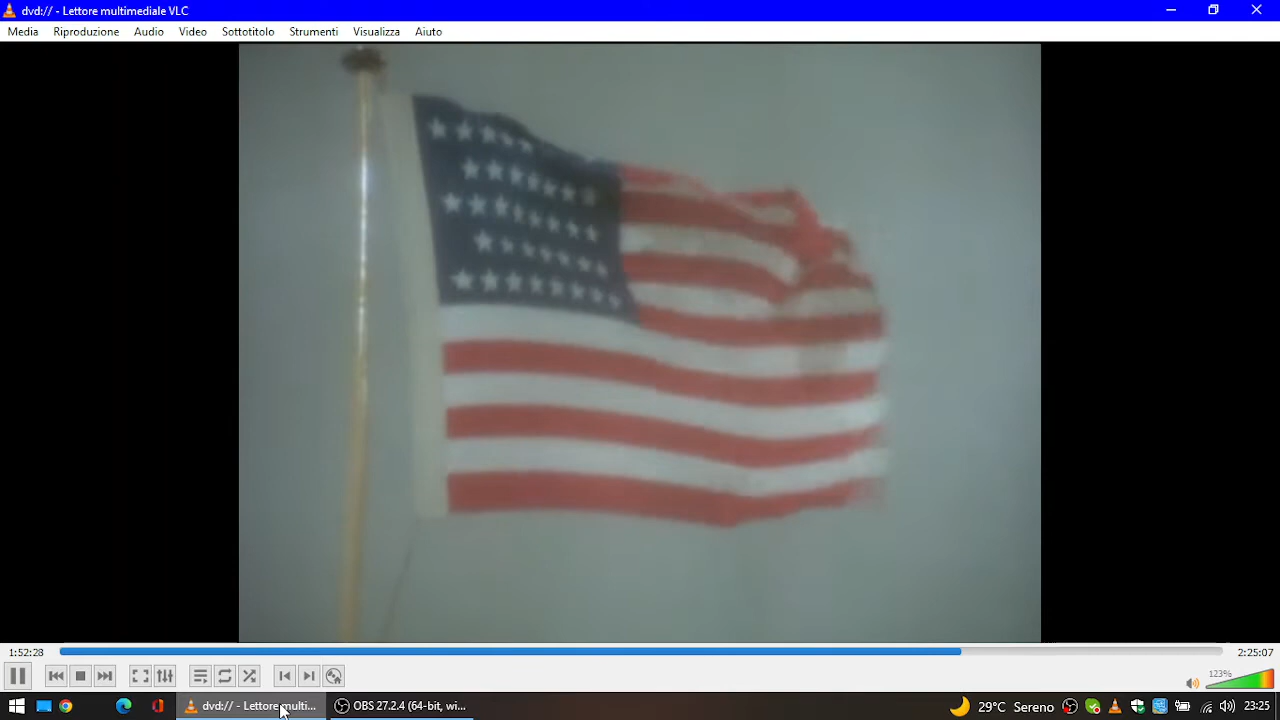 dvd:// - Lettore multimediale VLC
Media Riproduzione Audio Video Sottotitolo Strumenti Visualizza Aiuto
1:52:28 2:25:07
123%
dvd:// - Lettore multi... OBS 27.2.4 (64-bit, wi... 29°C Sereno 23:25